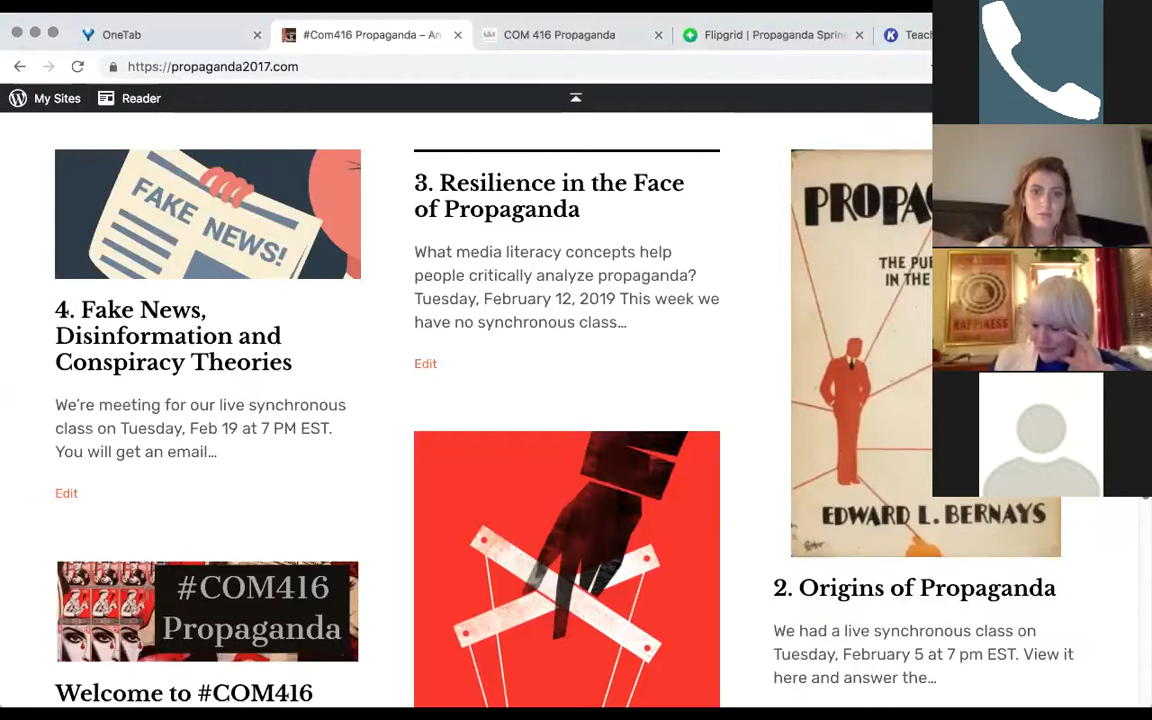 OneTab
#Com416 Propaganda – An
COM 416 Propaganda
Flipgrid | Propaganda Sprin
Teach
https://propaganda2017.com
My Sites
Reader
FAKE NEWS!
4. Fake News,
Disinformation and
Conspiracy Theories
We're meeting for our live synchronous
class on Tuesday, Feb 19 at 7 PM EST.
You will get an email…
Edit
#COM416
Propaganda
Welcome to #COM416
3. Resilience in the Face
of Propaganda
What media literacy concepts help
people critically analyze propaganda?
Tuesday, February 12, 2019 This week we
have no synchronous class…
Edit
PROPA
THE PU
IN THE
EDWARD L. BERNAYS
2. Origins of Propaganda
We had a live synchronous class on
Tuesday, February 5 at 7 pm EST. View it
here and answer the…
HAPPINESS